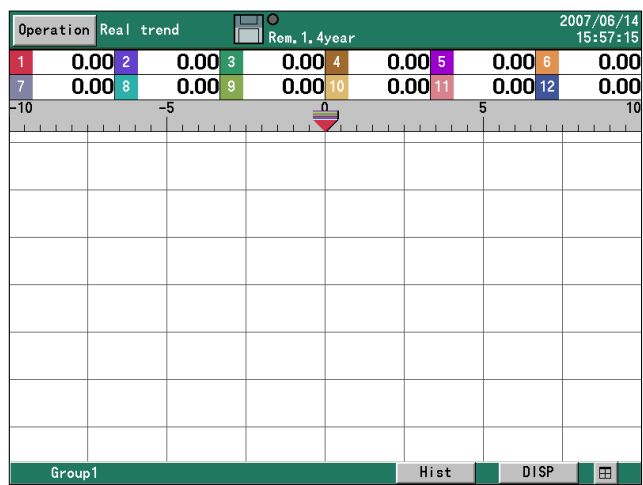 Operation Real trend Rem.1.4year 2007/06/14
15:57:15
1 0.00 2 0.00 3 0.00 4 0.00 5 0.00 6 0.00
7 0.00 8 0.00 9 0.00 10 0.00 11 0.00 12 0.00
-10 -5 0 5 10
Group1 Hist DISP